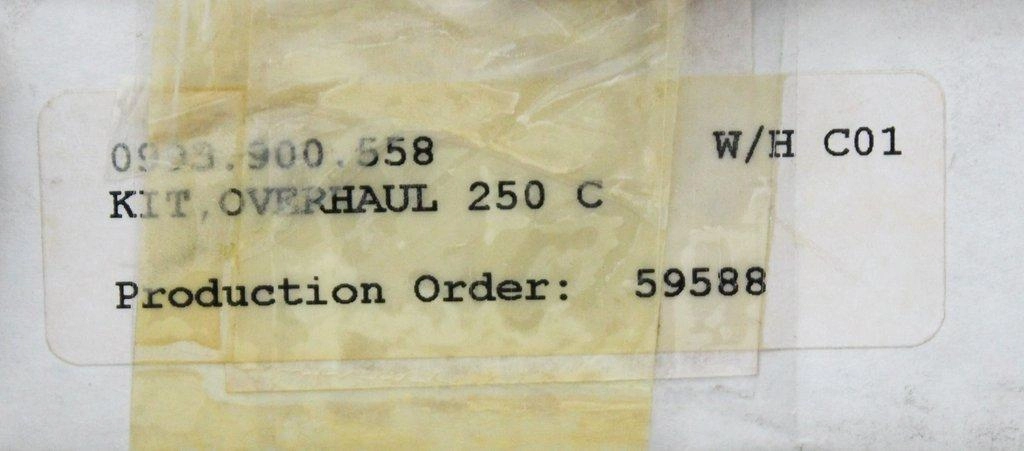 0993.900.558 W/H C01
KIT,OVERHAUL 250 C
Production Order: 59588